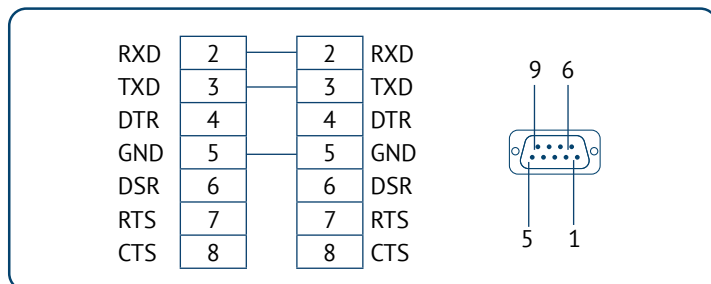 RXD 2 2 RXD
TXD 3 3 TXD
DTR 4 4 DTR
GND 5 5 GND
DSR 6 6 DSR
RTS 7 7 RTS
CTS 8 8 CTS
9 6
5 1